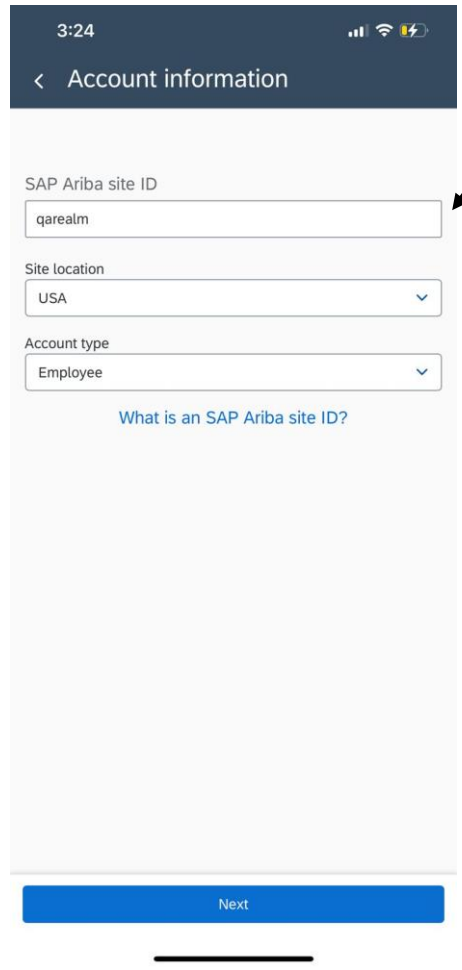 3:24
Account information
SAP Ariba site ID
qarealm
Site location
USA
Account type
Employee
What is an SAP Ariba site ID?
Next